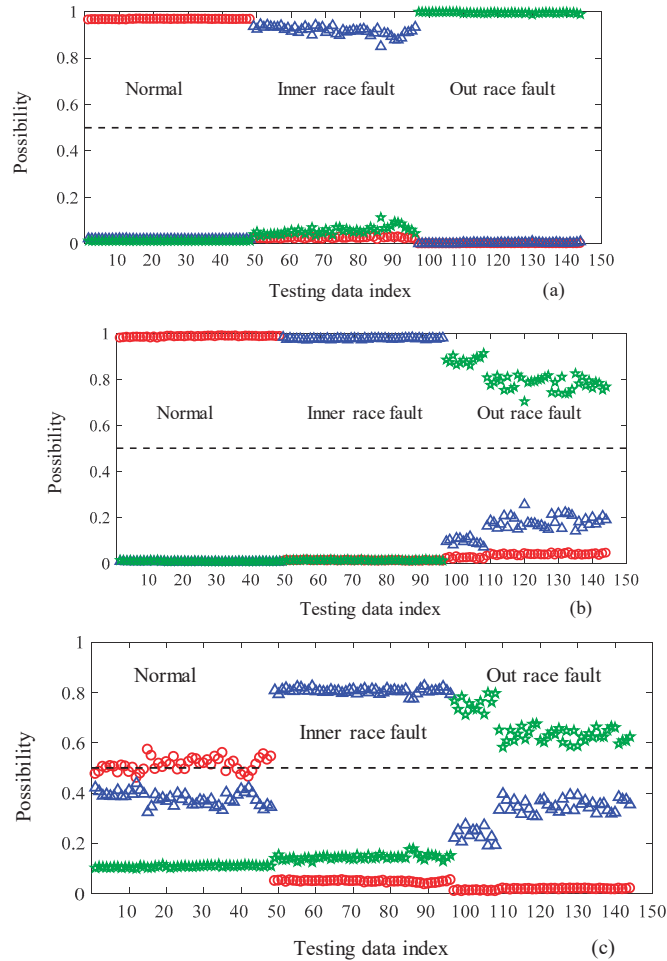 1
0.8
Normal Inner race fault Out race fault
0.6
0.4
0.2
0
10 20 30 40 50 60 70 80 90 100 110 120 130 140 150
Possibility
Testing data index (a)
1
0.8
Normal Inner race fault Out race fault
0.6
0.4
0.2
0
10 20 30 40 50 60 70 80 90 100 110 120 130 140 150
Possibility
Testing data index (b)
1
Normal Out race fault
0.8
Inner race fault
0.6
0.4
0.2
0
10 20 30 40 50 60 70 80 90 100 110 120 130 140 150
Possibility
Testing data index (c)